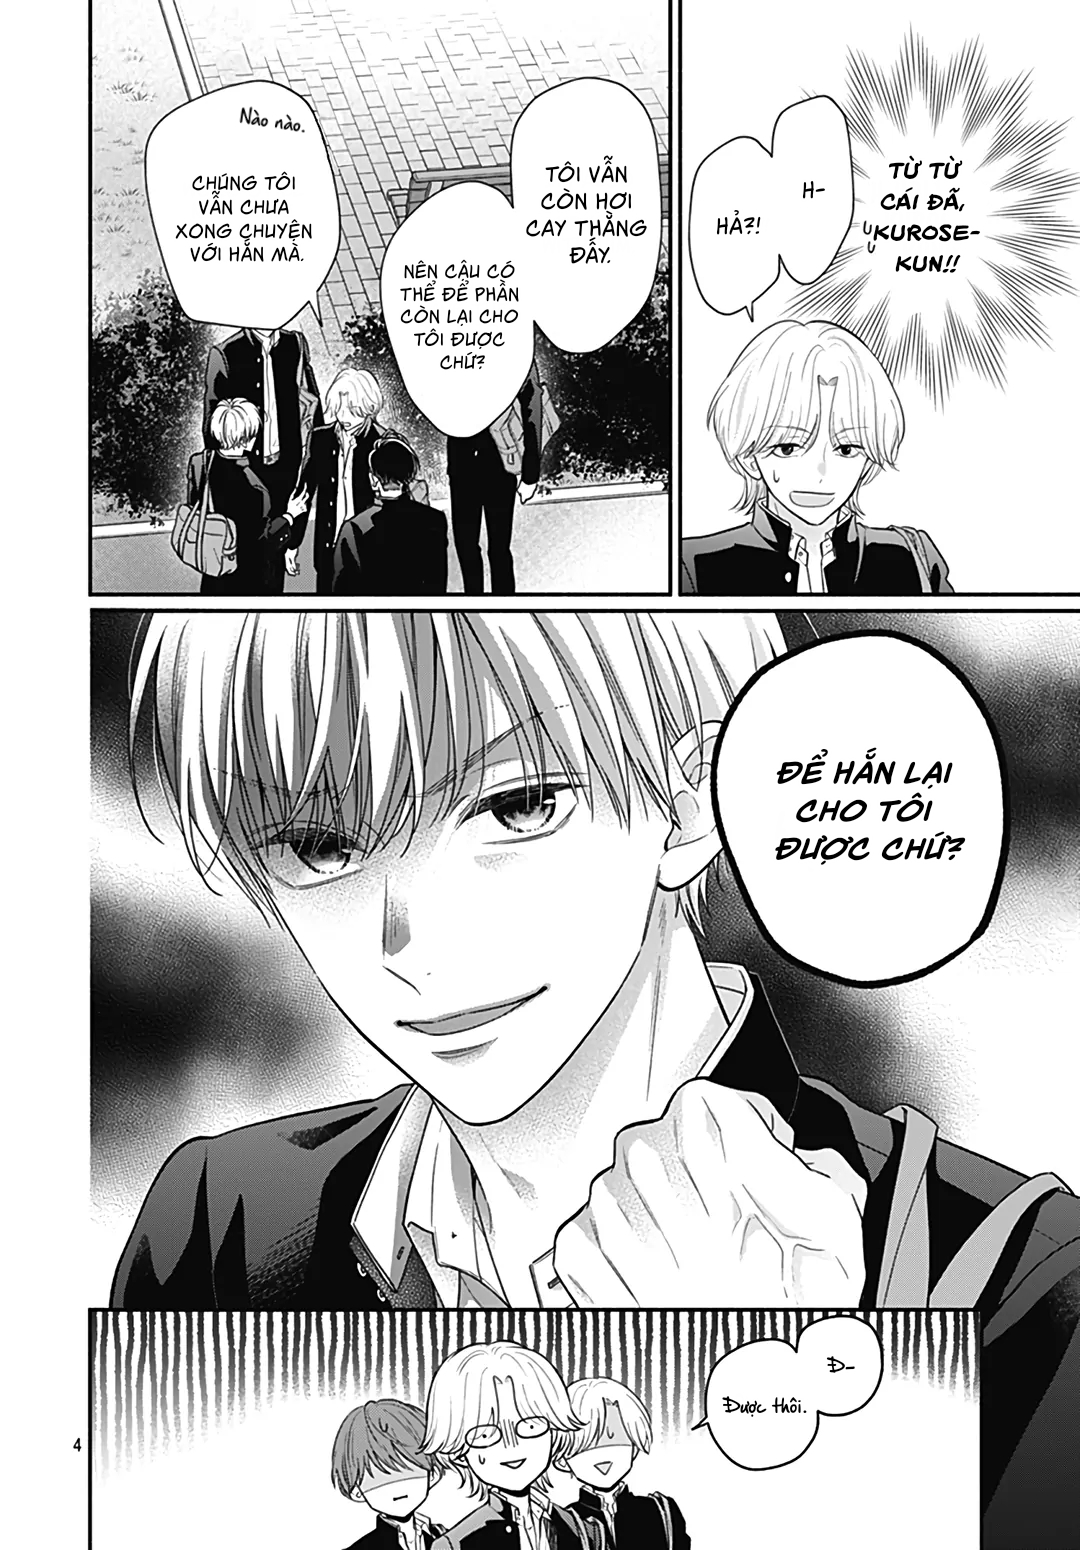 TỪ TỪ
CÁI ĐÃ,
KUROSE-
KUN!!
H-
HẢ?!
TÔI VẪN
CÒN HƠI
CAY THẰNG
ĐẤY.
NÊN CẬU CÓ
THỂ ĐỂ PHẦN
CÒN LẠI CHO
TÔI ĐƯỢC
CHỨ?
Nào nào.
CHÚNG TÔI
VẪN CHƯA
XONG CHUYỆN
VỚI HẮN MÀ.
ĐỂ HẮN LẠI
CHO TÔI
ĐƯỢC CHỨ?
Đ-
Được thôi.
4